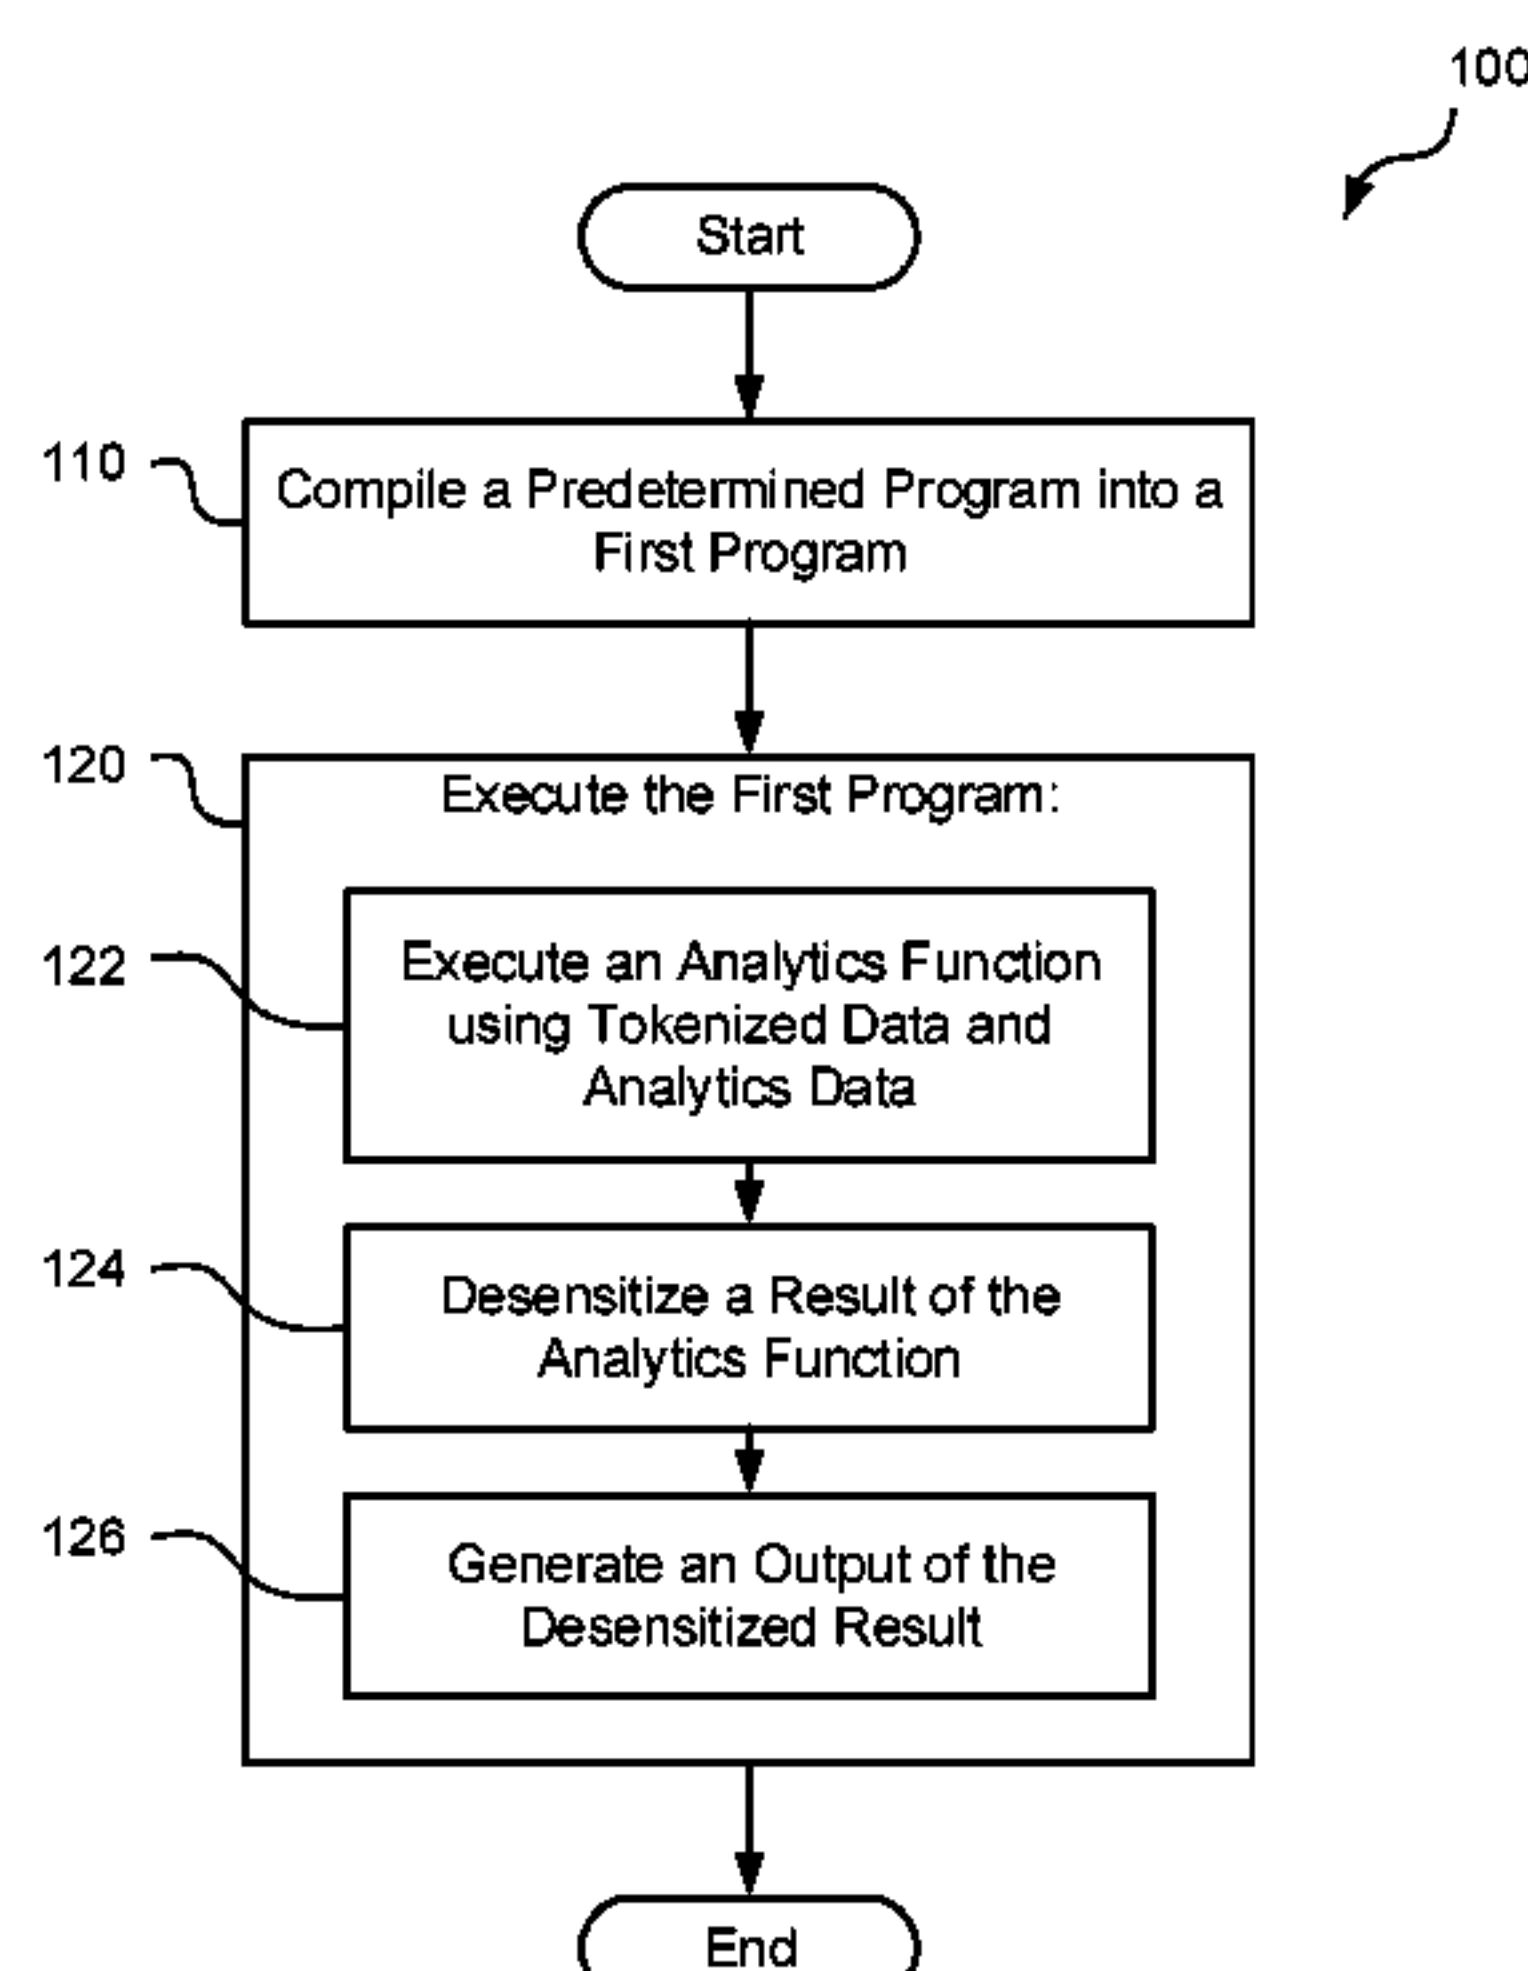 100
Start
110
Compile a Predetermined Program into a
First Program
120
Execute the First Program:
122
Execute an Analytics Function
using Tokenized Data and
Analytics Data
124
Desensitize a Result of the
Analytics Function
126
Generate an Output of the
Desensitized Result
End